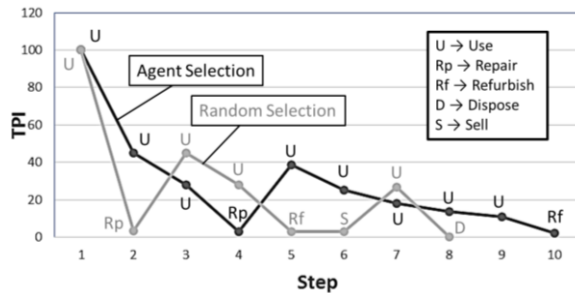 120
100
80
60
40
20
0
TPI
U
U
Agent Selection
U
Random Selection
U
U
U
U
U
U
U
U
U
Rp
Rp
Rf
S
D
Rf
U → Use
Rp → Repair
Rf → Refurbish
D → Dispose
S → Sell
1 2 3 4 5 6 7 8 9 10
Step